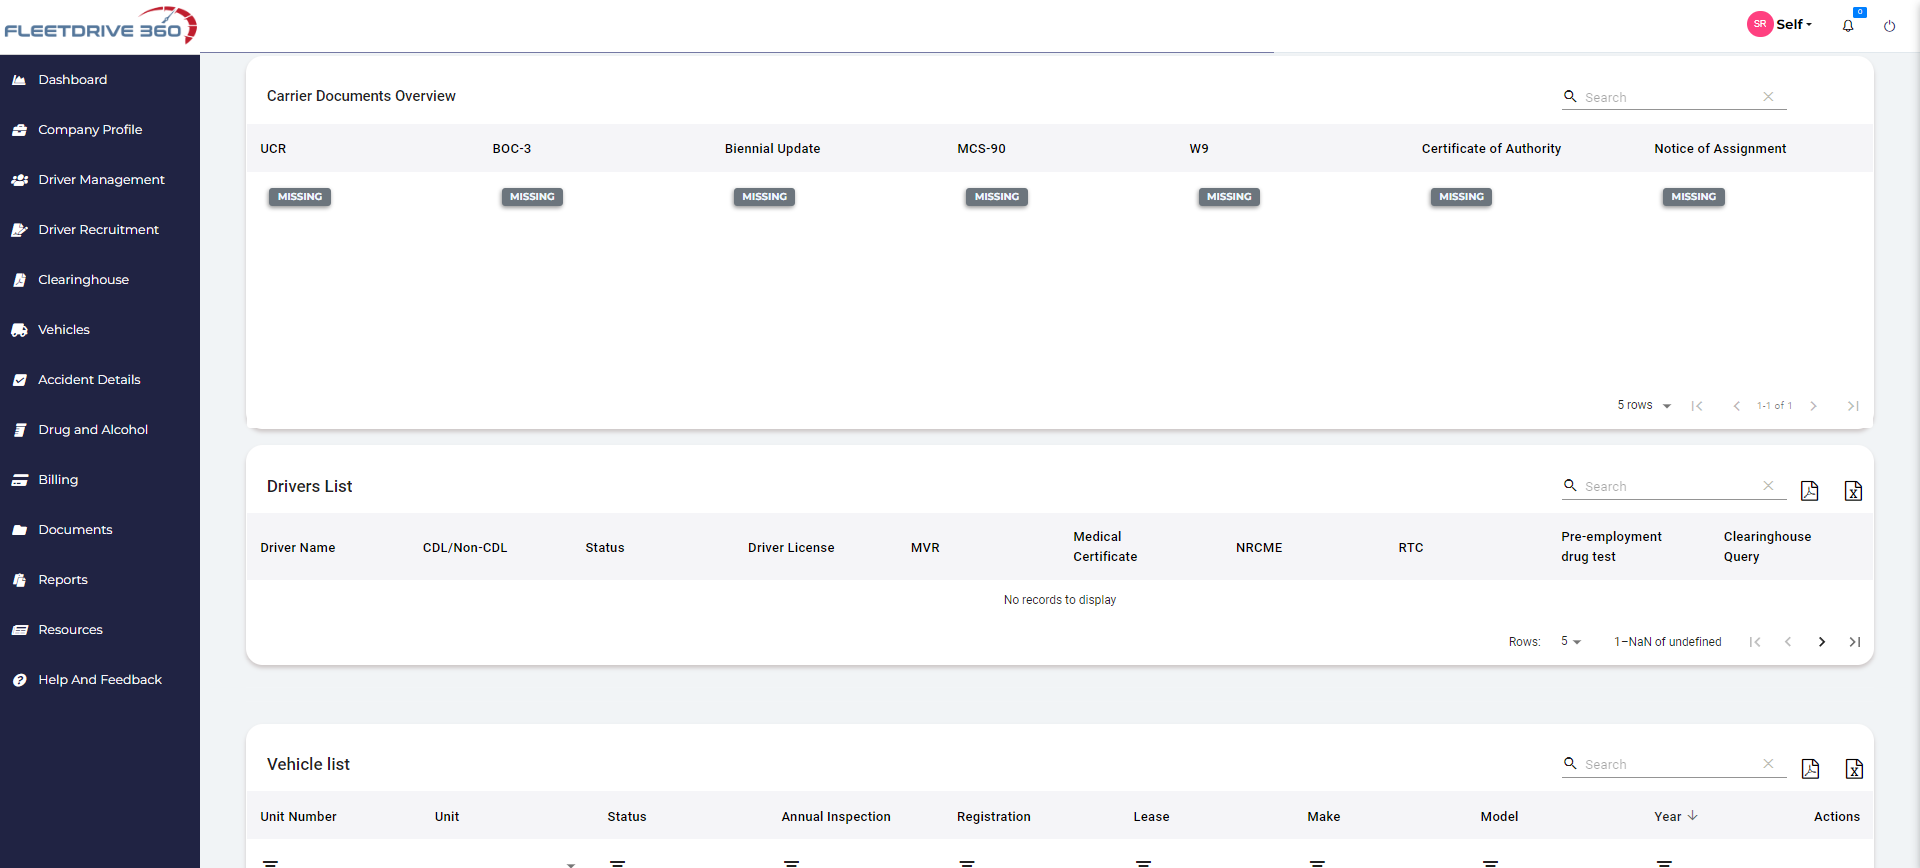 FLEETDRIVE 360
SR Self
0
Dashboard
Company Profile
Driver Management
Driver Recruitment
Clearinghouse
Vehicles
Accident Details
Drug and Alcohol
Billing
Documents
Reports
Resources
Help And Feedback
Carrier Documents Overview
Search
UCR BOC-3 Biennial Update MCS-90 W9 Certificate of Authority Notice of Assignment
MISSING MISSING MISSING MISSING MISSING MISSING MISSING
5 rows 1-1 of 1
Drivers List
Search
Driver Name CDL/Non-CDL Status Driver License MVR Medical Certificate NRCME RTC Pre-employment drug test Clearinghouse Query
No records to display
Rows: 5 1–NaN of undefined
Vehicle list
Search
Unit Number Unit Status Annual Inspection Registration Lease Make Model Year Actions